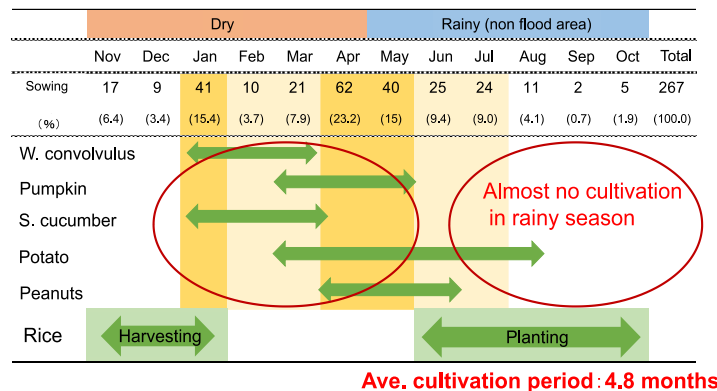 Dry Rainy (non flood area)
Nov Dec Jan Feb Mar Apr May Jun Jul Aug Sep Oct Total
Sowing 17 9 41 10 21 62 40 25 24 11 2 5 267
(%) (6.4) (3.4) (15.4) (3.7) (7.9) (23.2) (15) (9.4) (9.0) (4.1) (0.7) (1.9) (100.0)
W. convolvulus
Pumpkin
S. cucumber
Potato
Peanuts
Almost no cultivation
in rainy season
Rice Harvesting Planting
Ave. cultivation period：4.8 months